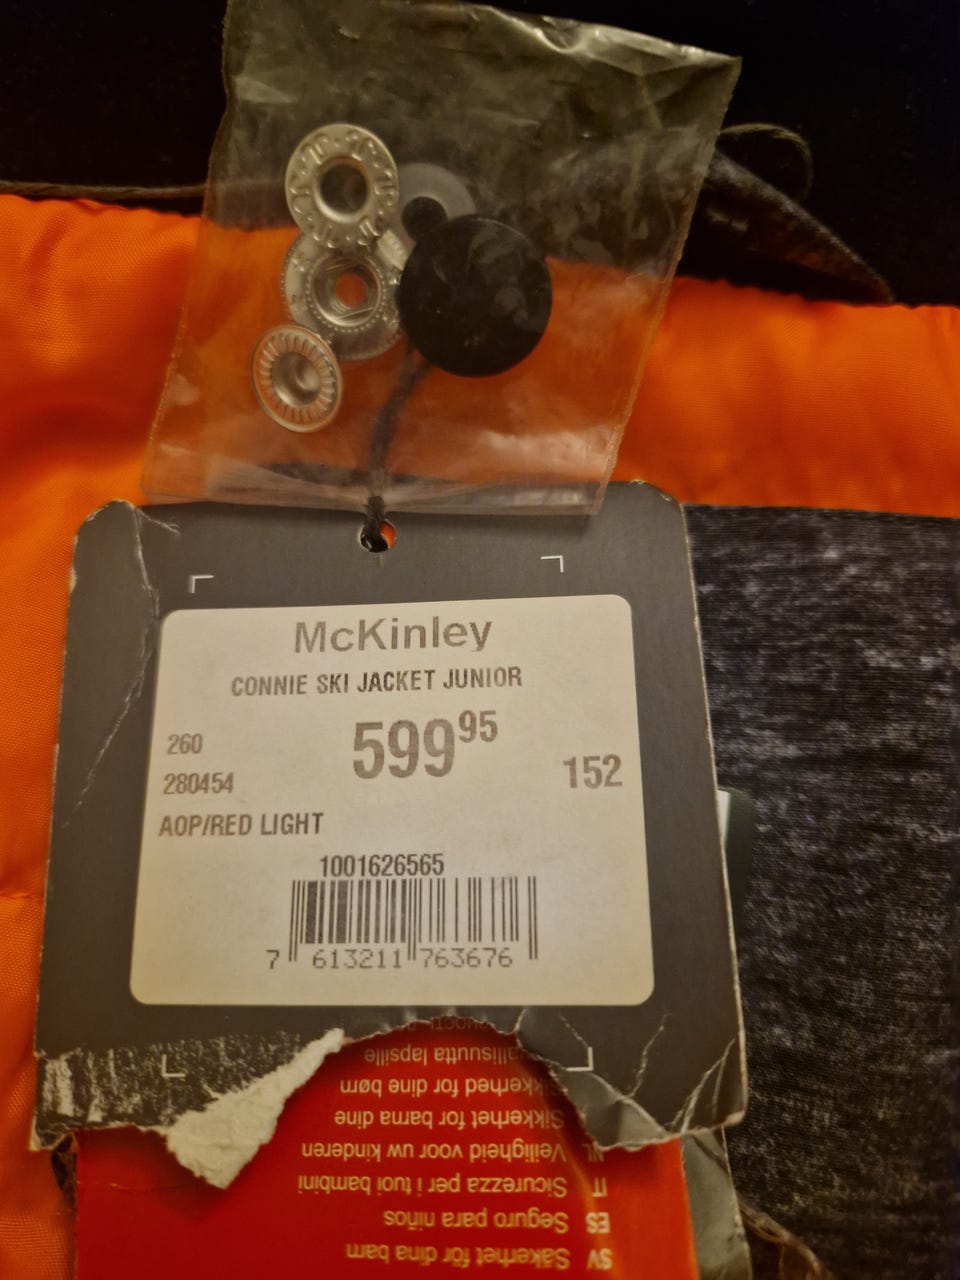 McKinley
CONNIE SKI JACKET JUNIOR
599⁹⁵
260
152
280454
AOP/RED LIGHT
1001626565
7 613211 763676
lapsille
Sikkerhed for dine børn
Sikkerhet for barna dine
NL Veiligheid voor uw kinderen
IT Sicurezza per i tuoi bambini
ES Seguro para niños
SV Säkerhet för dina barn